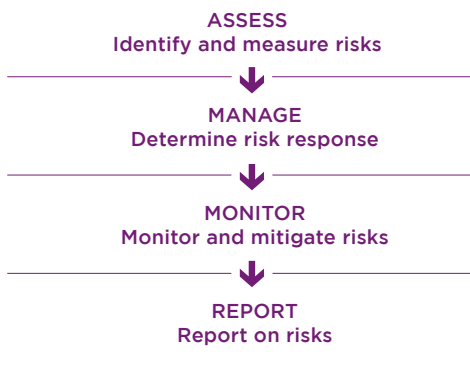 ASSESS
Identify and measure risks
MANAGE
Determine risk response
MONITOR
Monitor and mitigate risks
REPORT
Report on risks